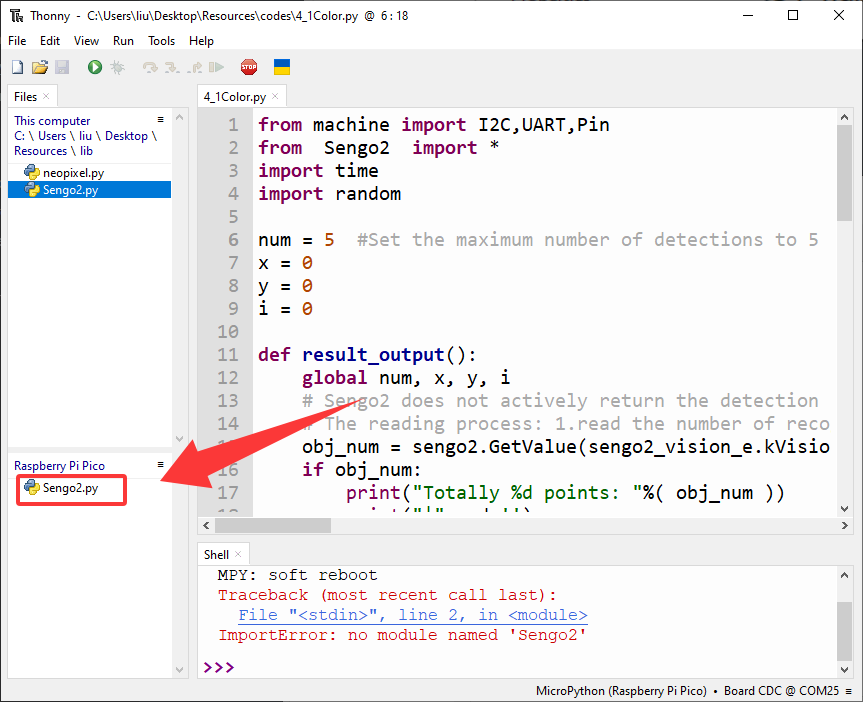 Thonny - C:\Users\liu\Desktop\Resources\codes\4_1Color.py @ 6 : 18
File Edit View Run Tools Help
STOP
Files
This computer
C: \ Users \ liu \ Desktop \
Resources \ lib
neopixel.py
Sengo2.py
Raspberry Pi Pico
Sengo2.py
4_1Color.py
1 from machine import I2C,UART,Pin
2 from  Sengo2  import *
3 import time
4 import random
5
6 num = 5  #Set the maximum number of detections to 5
7 x = 0
8 y = 0
9 i = 0
10
11 def result_output():
12     global num, x, y, i
13     # Sengo2 does not actively return the detection
14     # The reading process: 1.read the number of reco
obj_num = sengo2.GetValue(sengo2_vision_e.kVisio
16     if obj_num:
17         print("Totally %d points: "%( obj_num ))
Shell
MPY: soft reboot
Traceback (most recent call last):
File "<stdin>", line 2, in <module>
ImportError: no module named 'Sengo2'
>>>
MicroPython (Raspberry Pi Pico) • Board CDC @ COM25